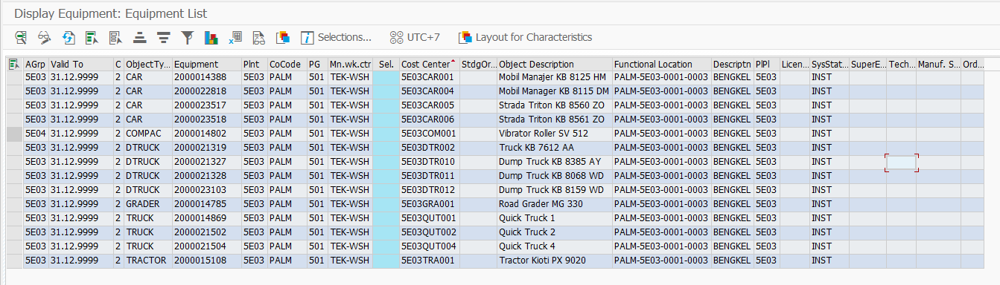 Display Equipment: Equipment List
Selections... UTC+7 Layout for Characteristics
AGrp Valid To C ObjectTy... Equipment Plnt CoCode PG Mn.wk.ctr Sel. Cost Center StdgOr... Object Description Functional Location Descriptn PlPl Licen... SysStat... SuperE... Tech... Manuf. S... Ord...
5E03 31.12.9999 2 CAR 2000014388 5E03 PALM 501 TEK-WSH 5E03CAR001 Mobil Manajer KB 8125 HM PALM-5E03-0001-0003 BENGKEL 5E03 INST
5E03 31.12.9999 2 CAR 2000022818 5E03 PALM 501 TEK-WSH 5E03CAR004 Mobil Manager KB 8115 DM PALM-5E03-0001-0003 BENGKEL 5E03 INST
5E03 31.12.9999 2 CAR 2000023517 5E03 PALM 501 TEK-WSH 5E03CAR005 Strada Triton KB 8560 ZO PALM-5E03-0001-0003 BENGKEL 5E03 INST
5E03 31.12.9999 2 CAR 2000023518 5E03 PALM 501 TEK-WSH 5E03CAR006 Strada Triton KB 8561 ZO PALM-5E03-0001-0003 BENGKEL 5E03 INST
5E04 31.12.9999 2 COMPAC 2000014802 5E03 PALM 501 TEK-WSH 5E03COM001 Vibrator Roller SV 512 PALM-5E03-0001-0003 BENGKEL 5E03 INST
5E03 31.12.9999 2 DTRUCK 2000021319 5E03 PALM 501 TEK-WSH 5E03DTR002 Truck KB 7612 AA PALM-5E03-0001-0003 BENGKEL 5E03 INST
5E03 31.12.9999 2 DTRUCK 2000021327 5E03 PALM 501 TEK-WSH 5E03DTR010 Dump Truck KB 8385 AY PALM-5E03-0001-0003 BENGKEL 5E03 INST
5E03 31.12.9999 2 DTRUCK 2000021328 5E03 PALM 501 TEK-WSH 5E03DTR011 Dump Truck KB 8068 WD PALM-5E03-0001-0003 BENGKEL 5E03 INST
5E03 31.12.9999 2 DTRUCK 2000023103 5E03 PALM 501 TEK-WSH 5E03DTR012 Dump Truck KB 8159 WD PALM-5E03-0001-0003 BENGKEL 5E03 INST
5E03 31.12.9999 2 GRADER 2000014785 5E03 PALM 501 TEK-WSH 5E03GRA001 Road Grader MG 330 PALM-5E03-0001-0003 BENGKEL 5E03 INST
5E03 31.12.9999 2 TRUCK 2000014869 5E03 PALM 501 TEK-WSH 5E03QUT001 Quick Truck 1 PALM-5E03-0001-0003 BENGKEL 5E03 INST
5E03 31.12.9999 2 TRUCK 2000021502 5E03 PALM 501 TEK-WSH 5E03QUT002 Quick Truck 2 PALM-5E03-0001-0003 BENGKEL 5E03 INST
5E03 31.12.9999 2 TRUCK 2000021504 5E03 PALM 501 TEK-WSH 5E03QUT004 Quick Truck 4 PALM-5E03-0001-0003 BENGKEL 5E03 INST
5E03 31.12.9999 2 TRACTOR 2000015108 5E03 PALM 501 TEK-WSH 5E03TRA001 Tractor Kioti PX 9020 PALM-5E03-0001-0003 BENGKEL 5E03 INST